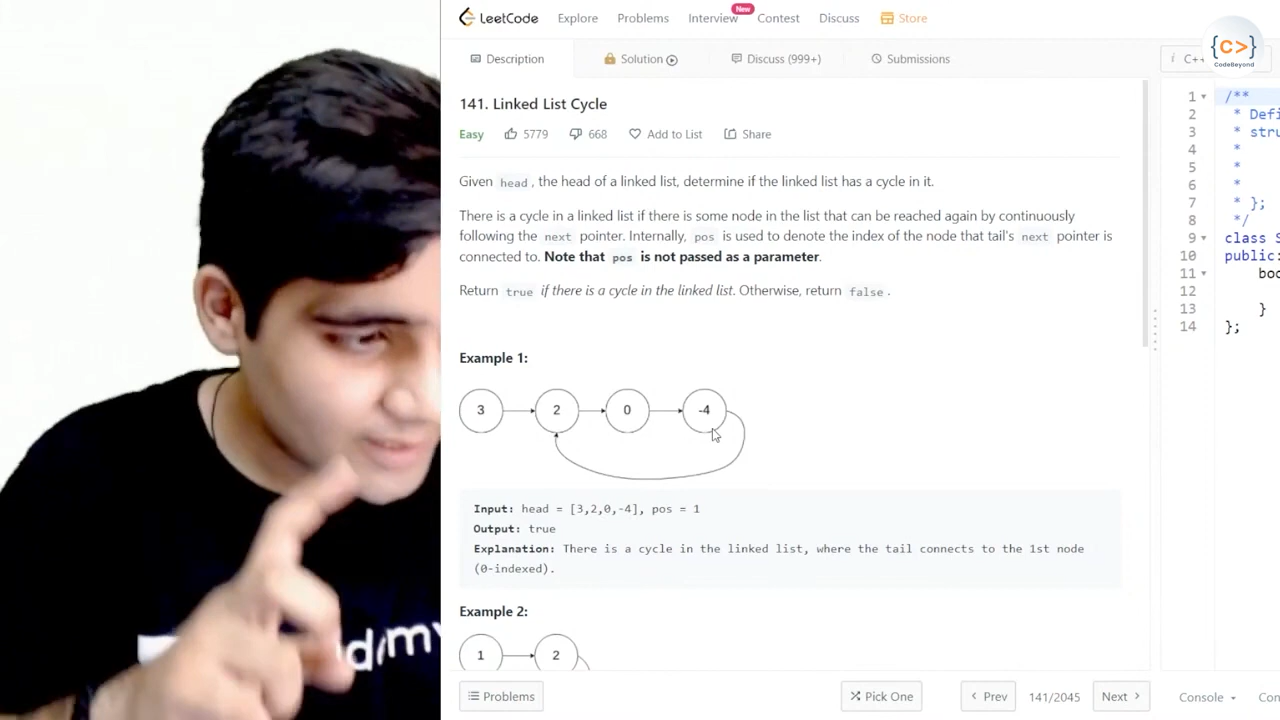 LeetCode Explore Problems Interview New Contest Discuss Store
{C>}
CodeBeyond
Description Solution Discuss (999+) Submissions
i C++
141. Linked List Cycle
Easy 5779 668 Add to List Share
Given head, the head of a linked list, determine if the linked list has a cycle in it.
There is a cycle in a linked list if there is some node in the list that can be reached again by continuously
following the next pointer. Internally, pos is used to denote the index of the node that tail's next pointer is
connected to. Note that pos is not passed as a parameter.
Return true if there is a cycle in the linked list. Otherwise, return false.
Example 1:
3 2 0 -4
Input: head = [3,2,0,-4], pos = 1
Output: true
Explanation: There is a cycle in the linked list, where the tail connects to the 1st node
(0-indexed).
Example 2:
1 2
Problems Pick One < Prev 141/2045 Next > Console
1 /**
2 * Defi
3 * stru
4 *
5 *
6 *
7 * };
8 */
9 class S
10 public:
11 boo
12
13 }
14 };